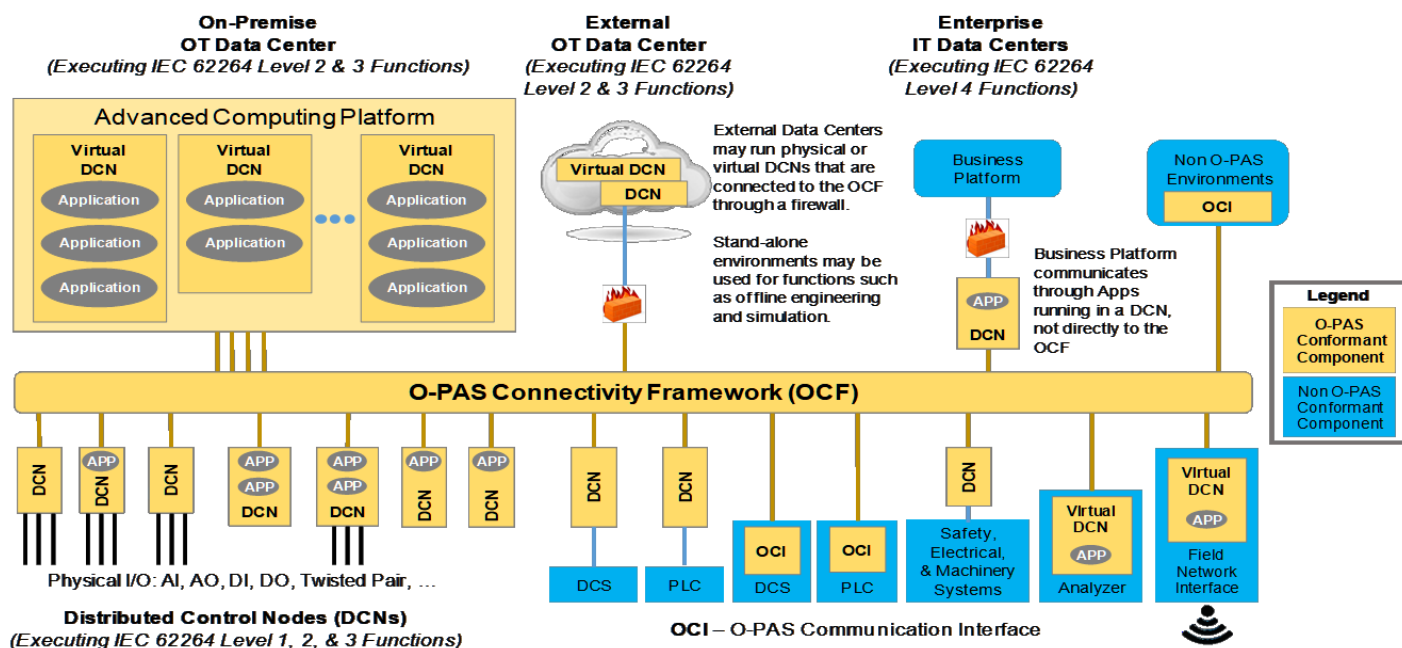 On-Premise
OT Data Center
(Executing IEC 62264 Level 2 & 3 Functions)
External
OT Data Center
(Executing IEC 62264
Level 2 & 3 Functions)
Enterprise
IT Data Centers
(Executing IEC 62264
Level 4 Functions)
Advanced Computing Platform
Virtual
DCN
Application
Application
Application
Virtual
DCN
Application
Application
Virtual
DCN
Application
Application
Application
Virtual DCN
DCN
External Data Centers
may run physical or
virtual DCNs that are
connected to the OCF
through a firewall.
Stand-alone
environments may be
used for functions such
as offline engineering
and simulation.
Business
Platform
APP
DCN
Business Platform
communicates
through Apps
running in a DCN,
not directly to the
OCF
Non O-PAS
Environments
OCI
Legend
O-PAS
Conformant
Component
Non O-PAS
Conformant
Component
O-PAS Connectivity Framework (OCF)
DCN
APP
DCN
DCN
APP
APP
DCN
APP
APP
DCN
APP
DCN
APP
DCN
Physical I/O: AI, AO, DI, DO, Twisted Pair, ...
Distributed Control Nodes (DCNs)
(Executing IEC 62264 Level 1, 2, & 3 Functions)
DCN
DCS
DCN
PLC
OCI
DCS
OCI
PLC
DCN
Safety,
Electrical,
& Machinery
Systems
Virtual
DCN
APP
Analyzer
Virtual
DCN
APP
Field
Network
Interface
OCI – O-PAS Communication Interface